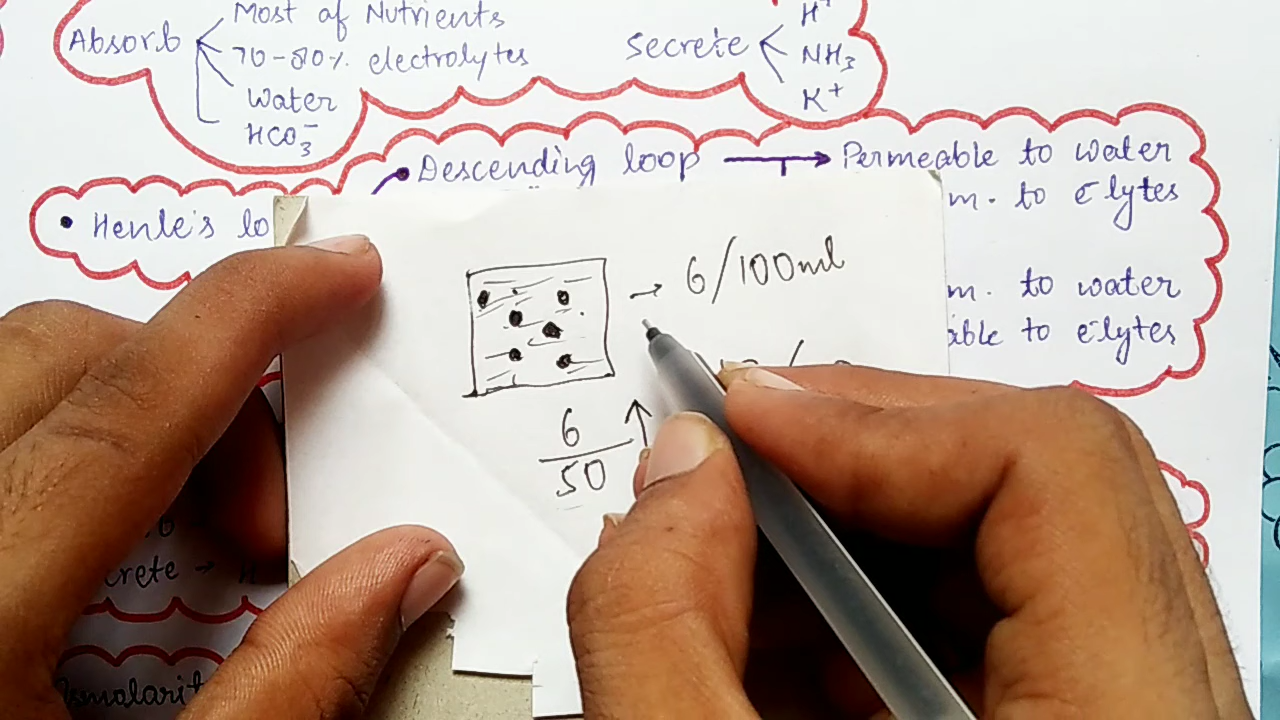 Most of Nutrients
Absorb
70-80% electrolytes
Water
HCO3-
Secrete
H+
NH3
K+
Descending loop → Permeable to water
m. to e-lytes
• Henle's lo
m. to water
able to e-lytes
→ 6/100ml
6/50 ↑
crete → H
Osmolarit